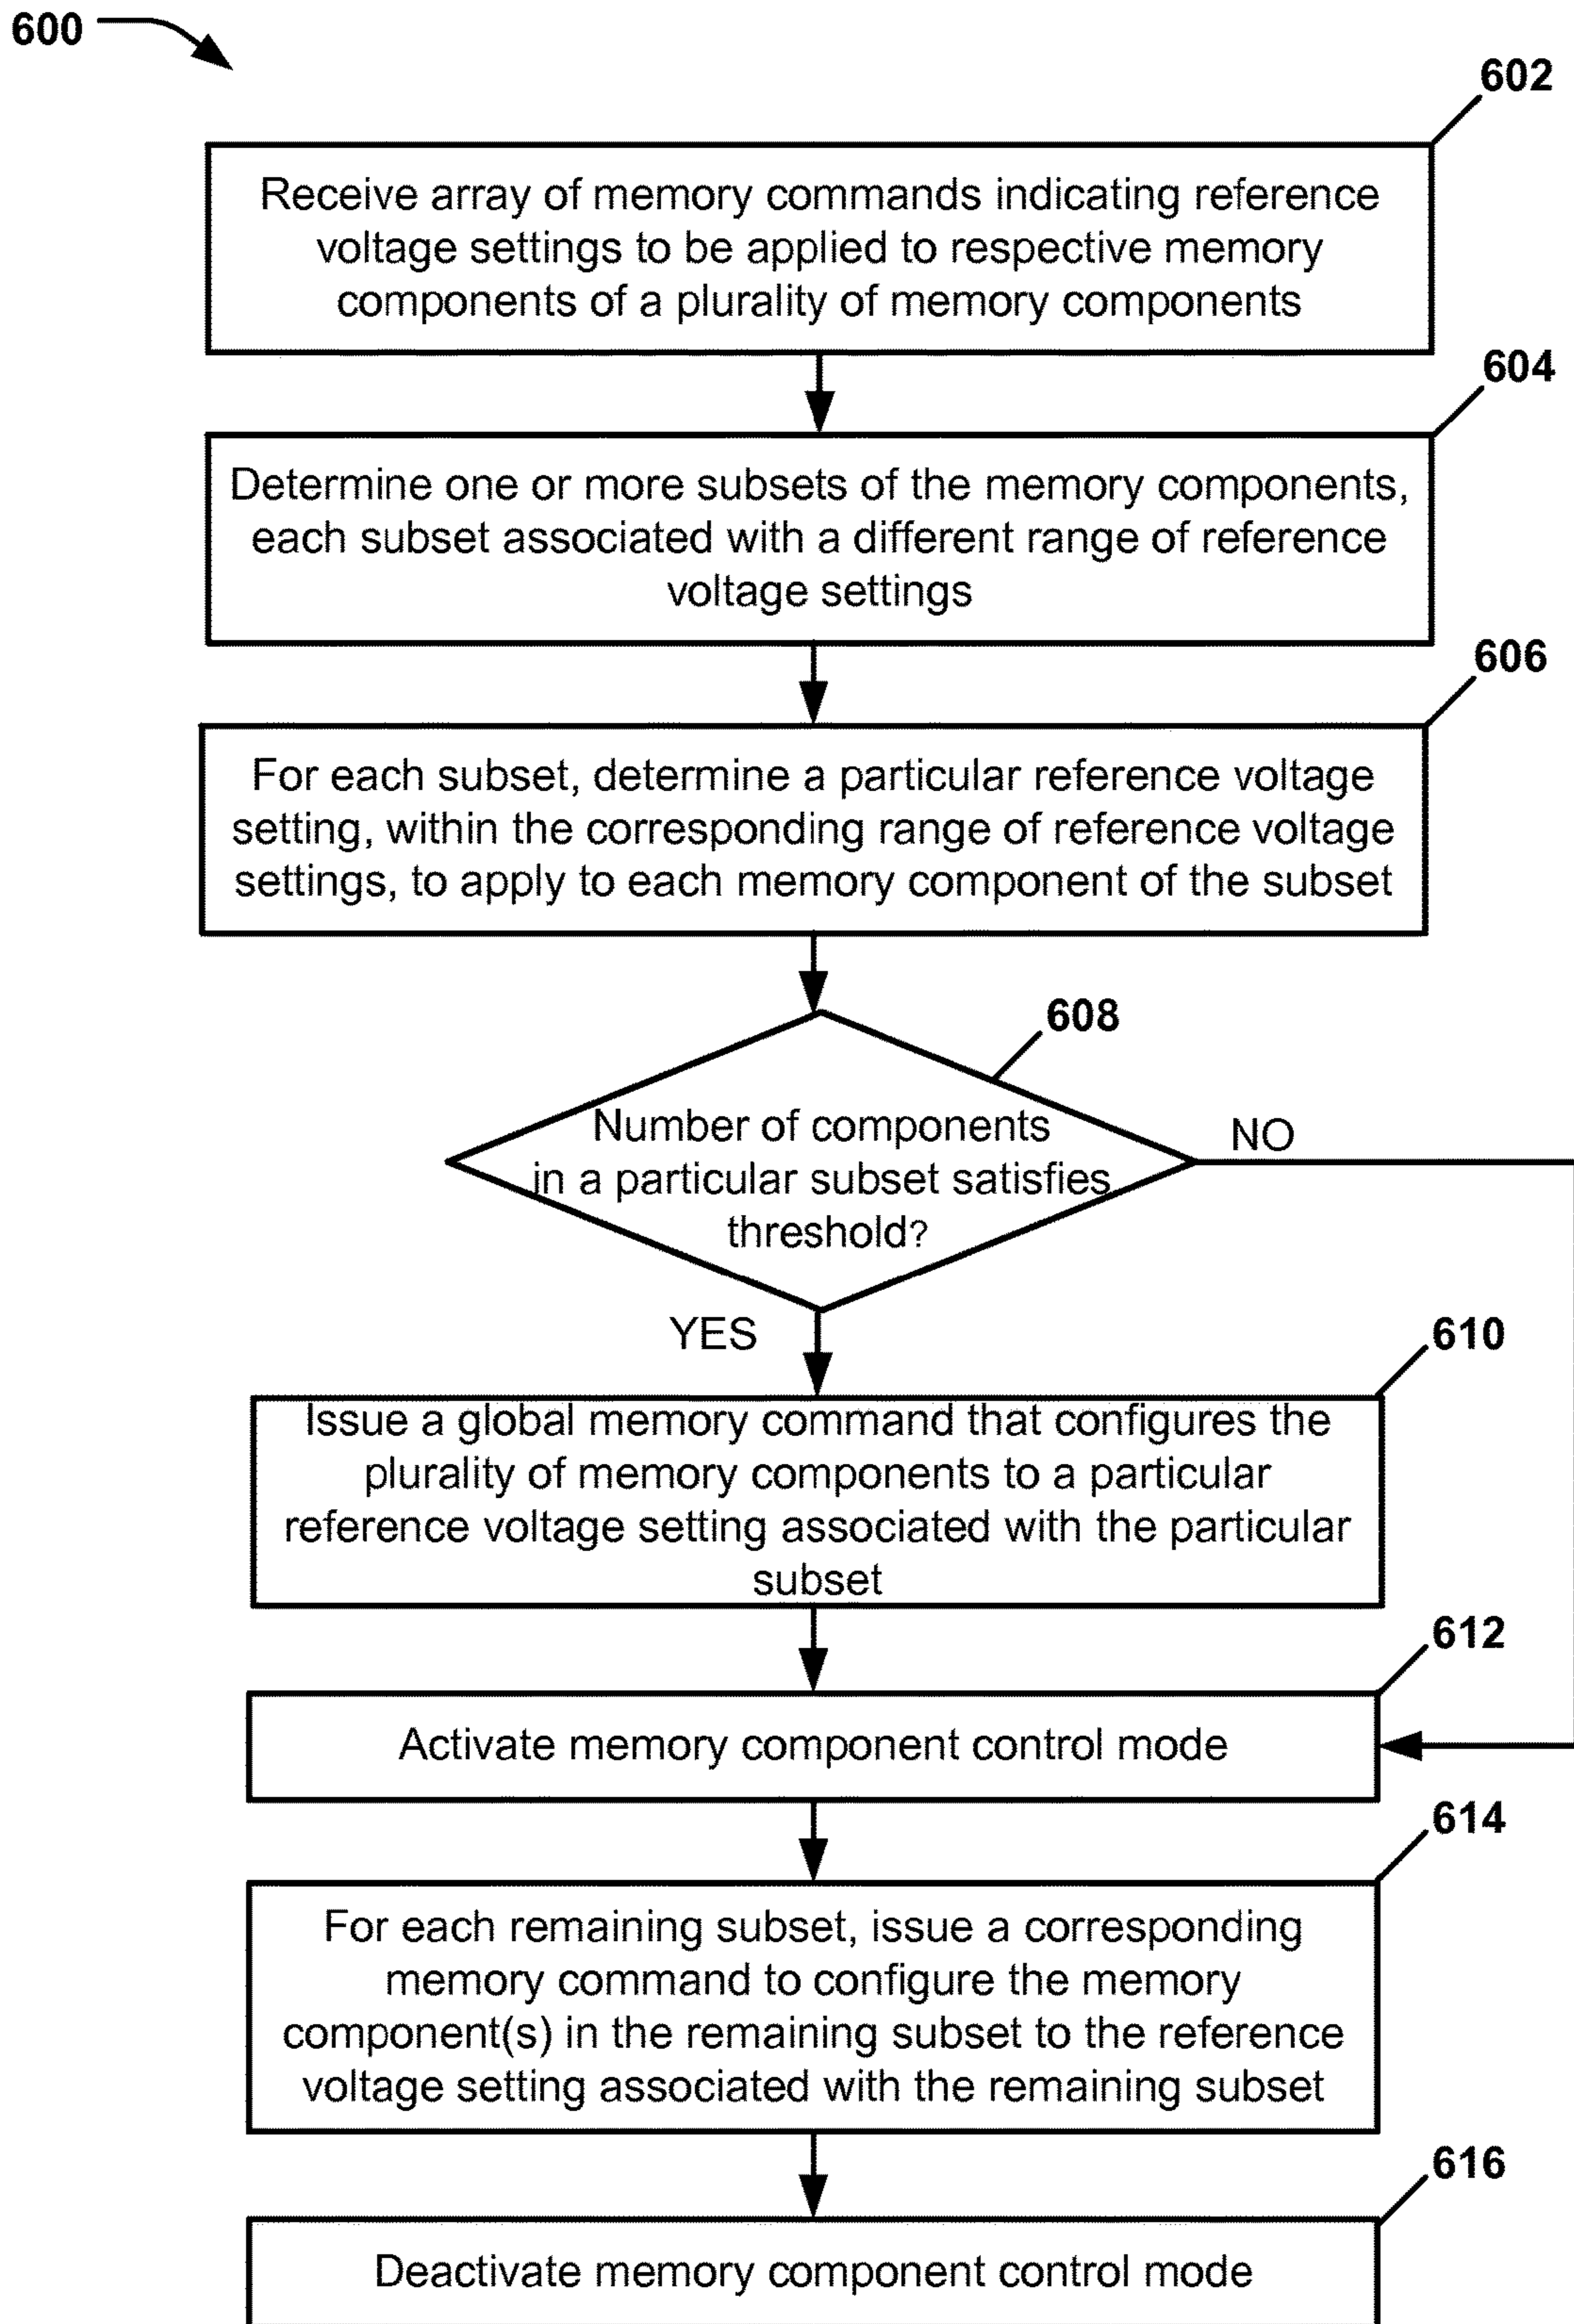 600
602
Receive array of memory commands indicating reference
voltage settings to be applied to respective memory
components of a plurality of memory components
604
Determine one or more subsets of the memory components,
each subset associated with a different range of reference
voltage settings
606
For each subset, determine a particular reference voltage
setting, within the corresponding range of reference voltage
settings, to apply to each memory component of the subset
608
Number of components
in a particular subset satisfies
threshold?
NO
YES
610
Issue a global memory command that configures the
plurality of memory components to a particular
reference voltage setting associated with the particular
subset
612
Activate memory component control mode
614
For each remaining subset, issue a corresponding
memory command to configure the memory
component(s) in the remaining subset to the reference
voltage setting associated with the remaining subset
616
Deactivate memory component control mode